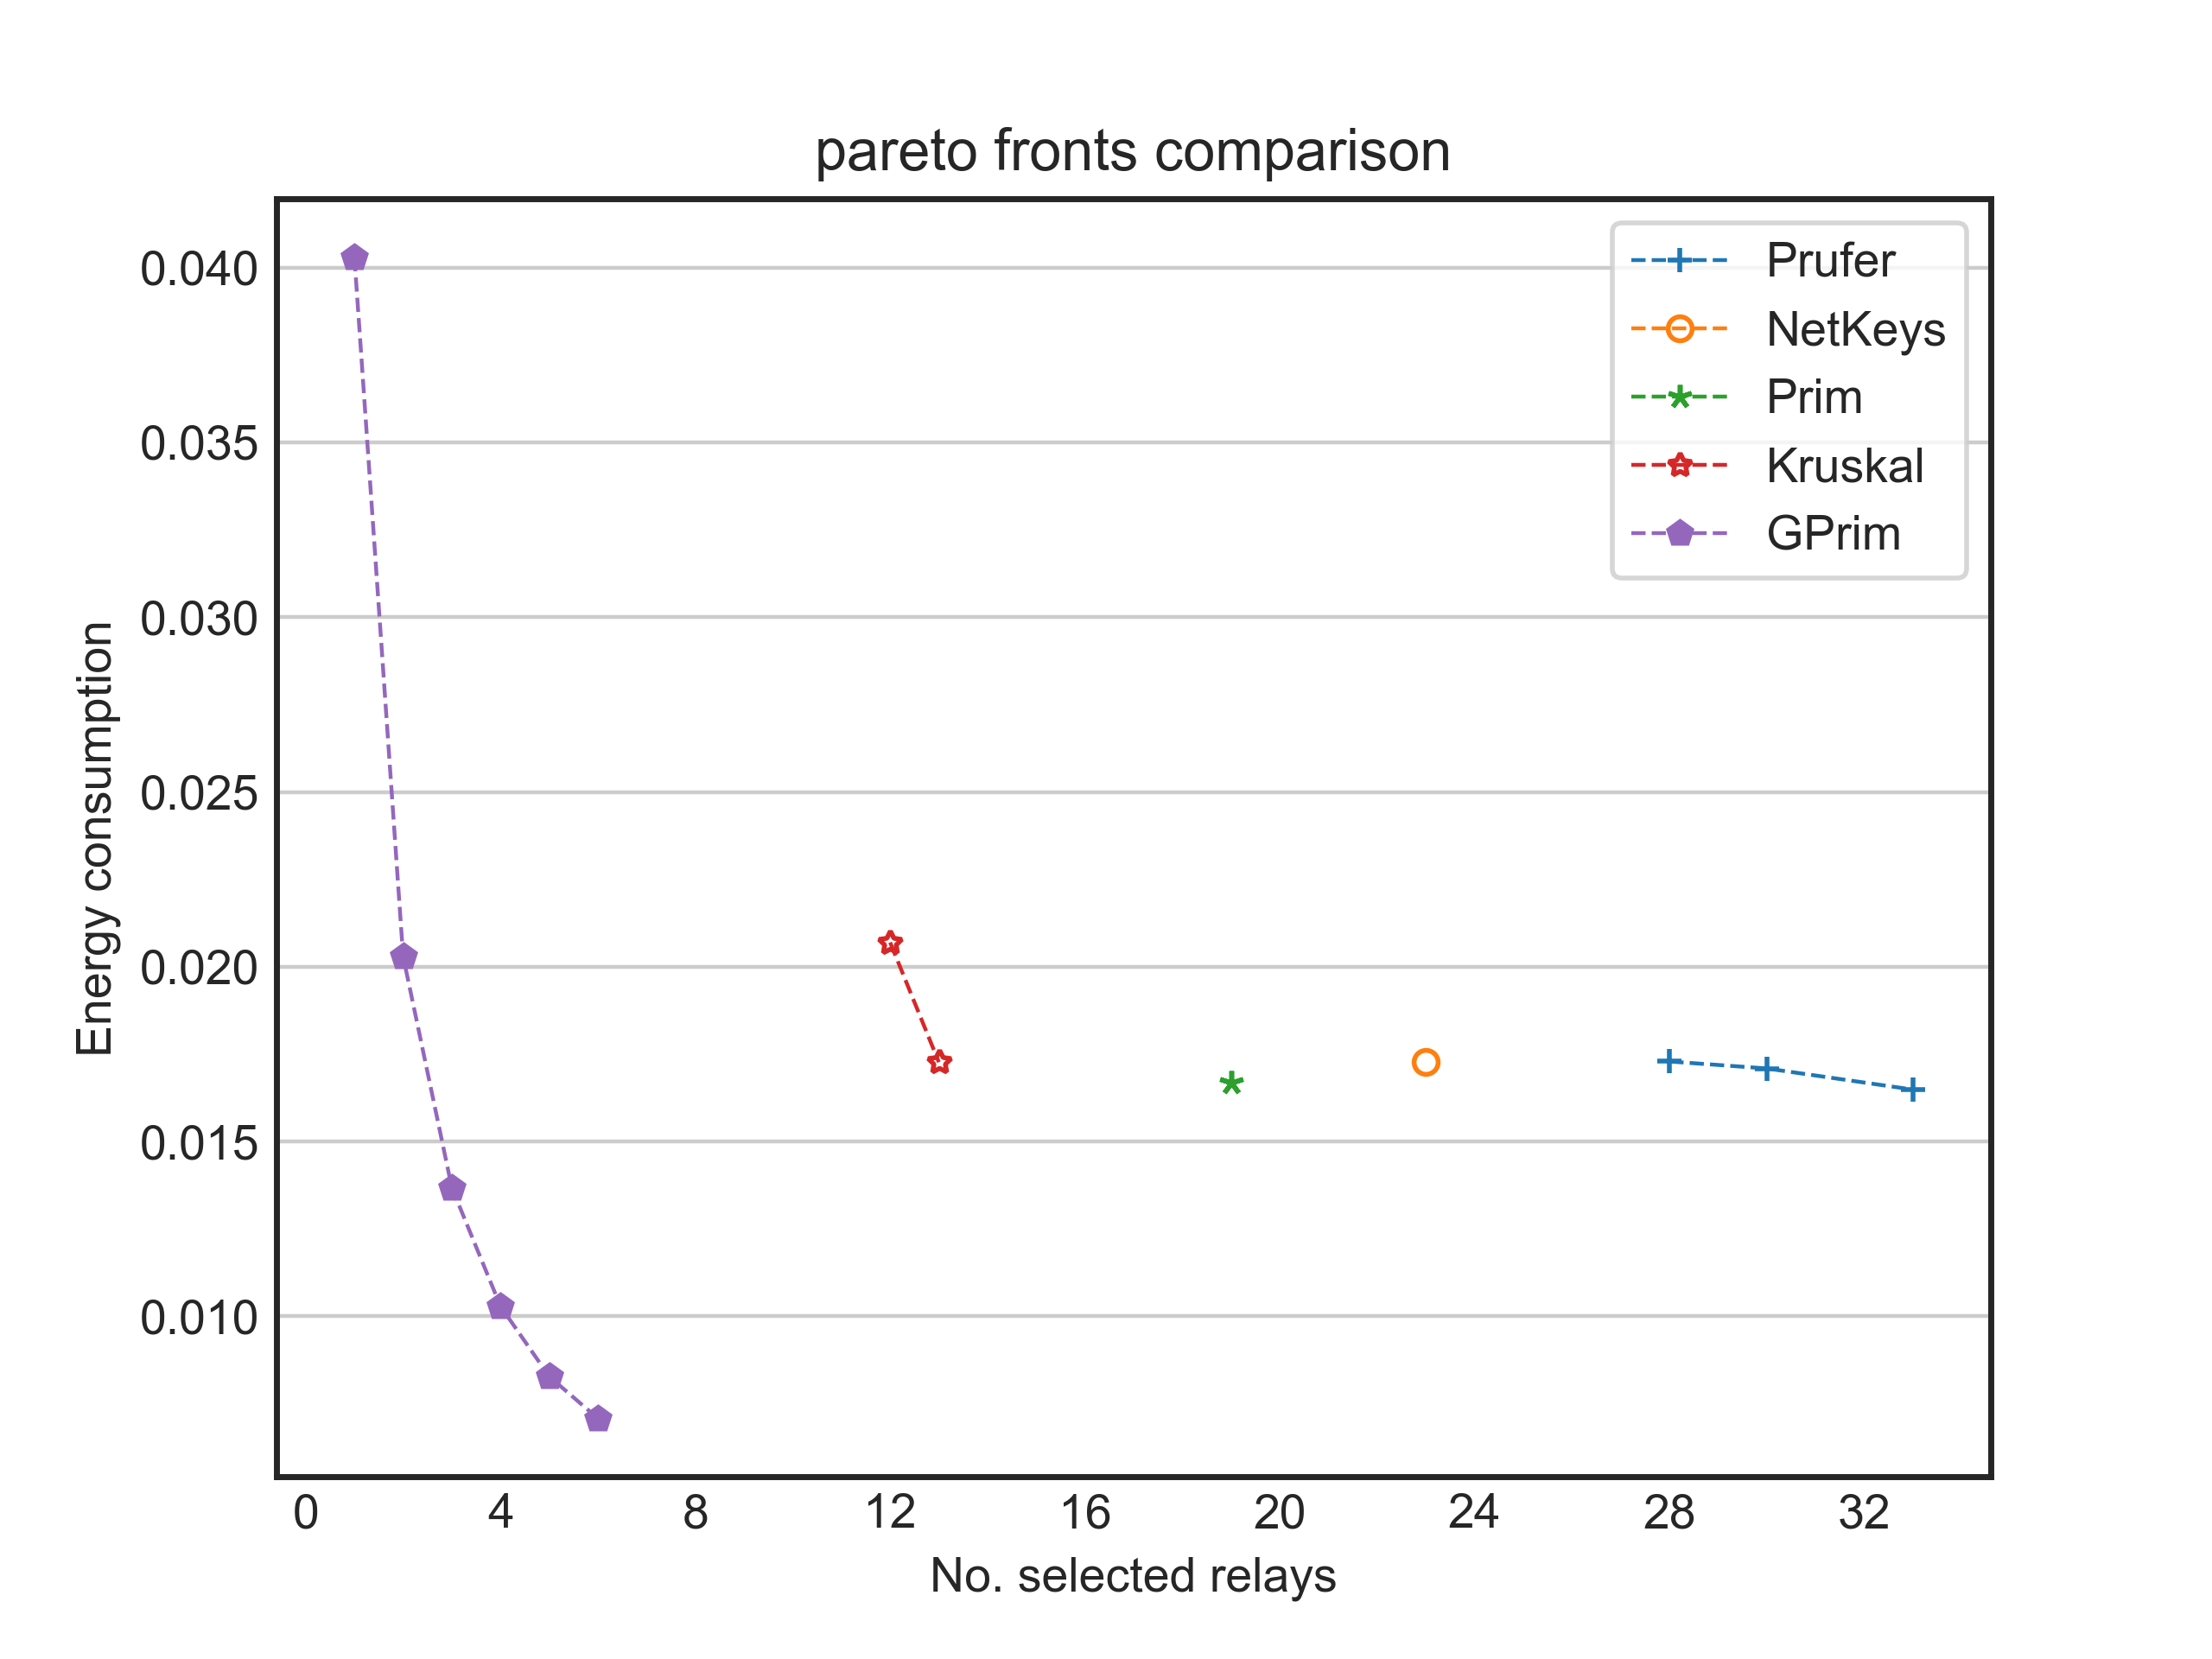 pareto fronts comparison
Prufer
NetKeys
Prim
Kruskal
GPrim
0.040
0.035
0.030
0.025
0.020
0.015
0.010
Energy consumption
0 4 8 12 16 20 24 28 32
No. selected relays